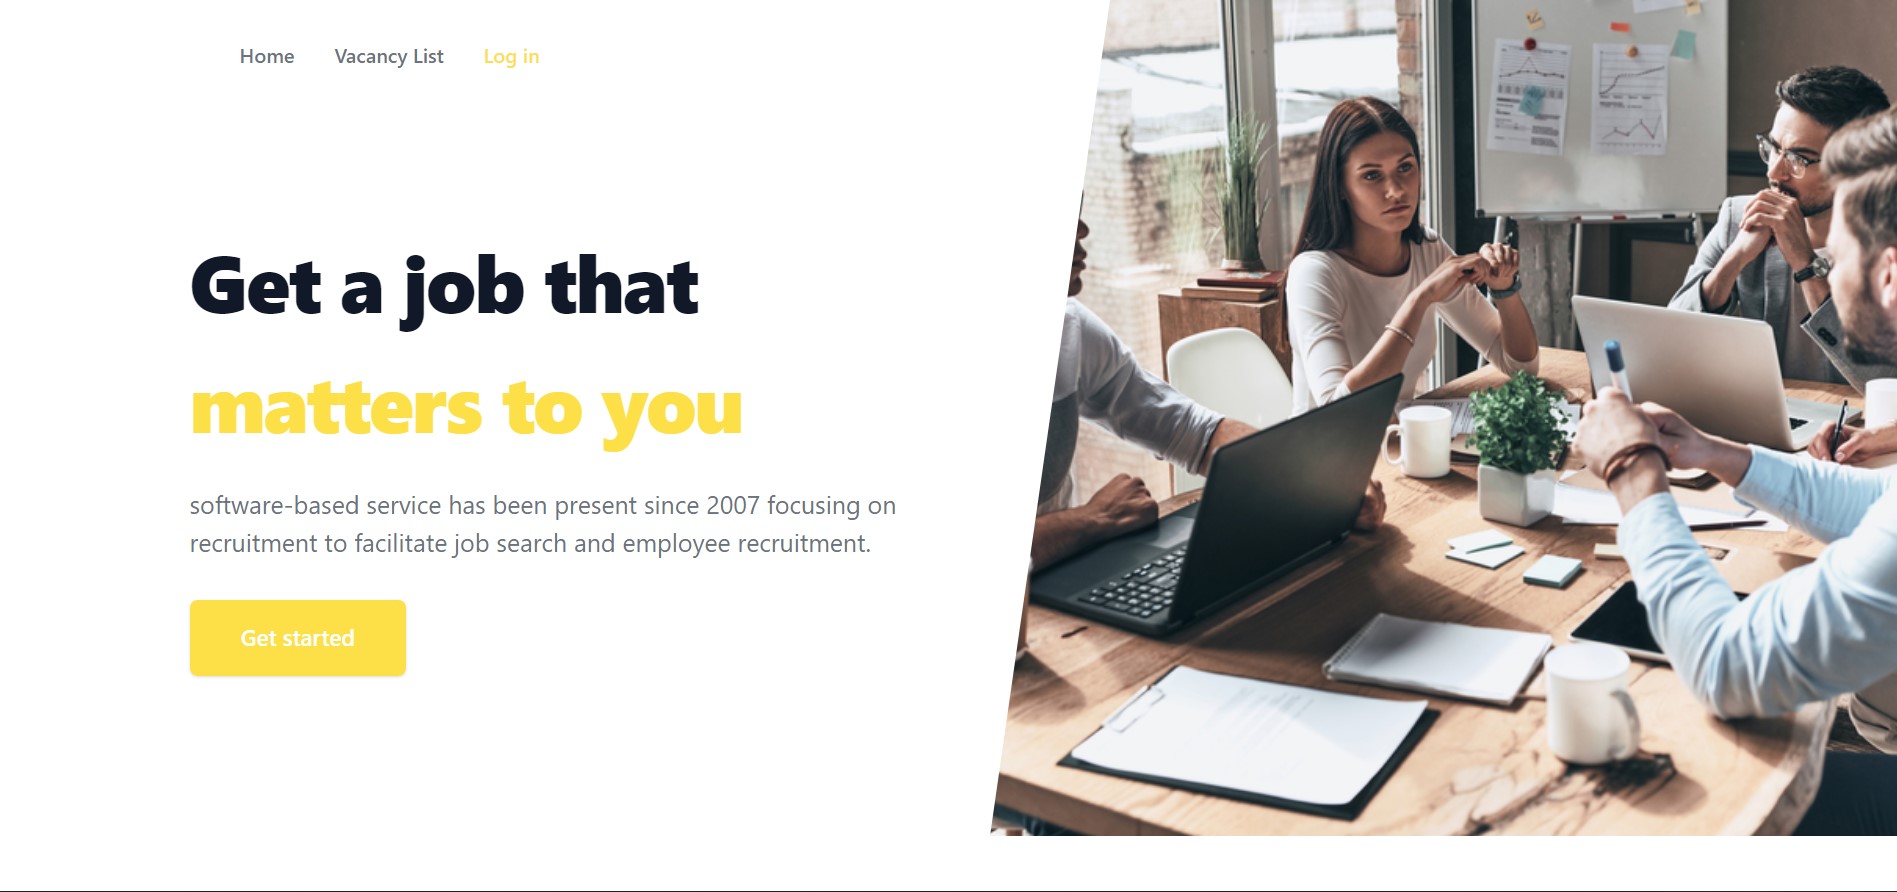 Home Vacancy List Log in
Get a job that
matters to you
software-based service has been present since 2007 focusing on
recruitment to facilitate job search and employee recruitment.
Get started